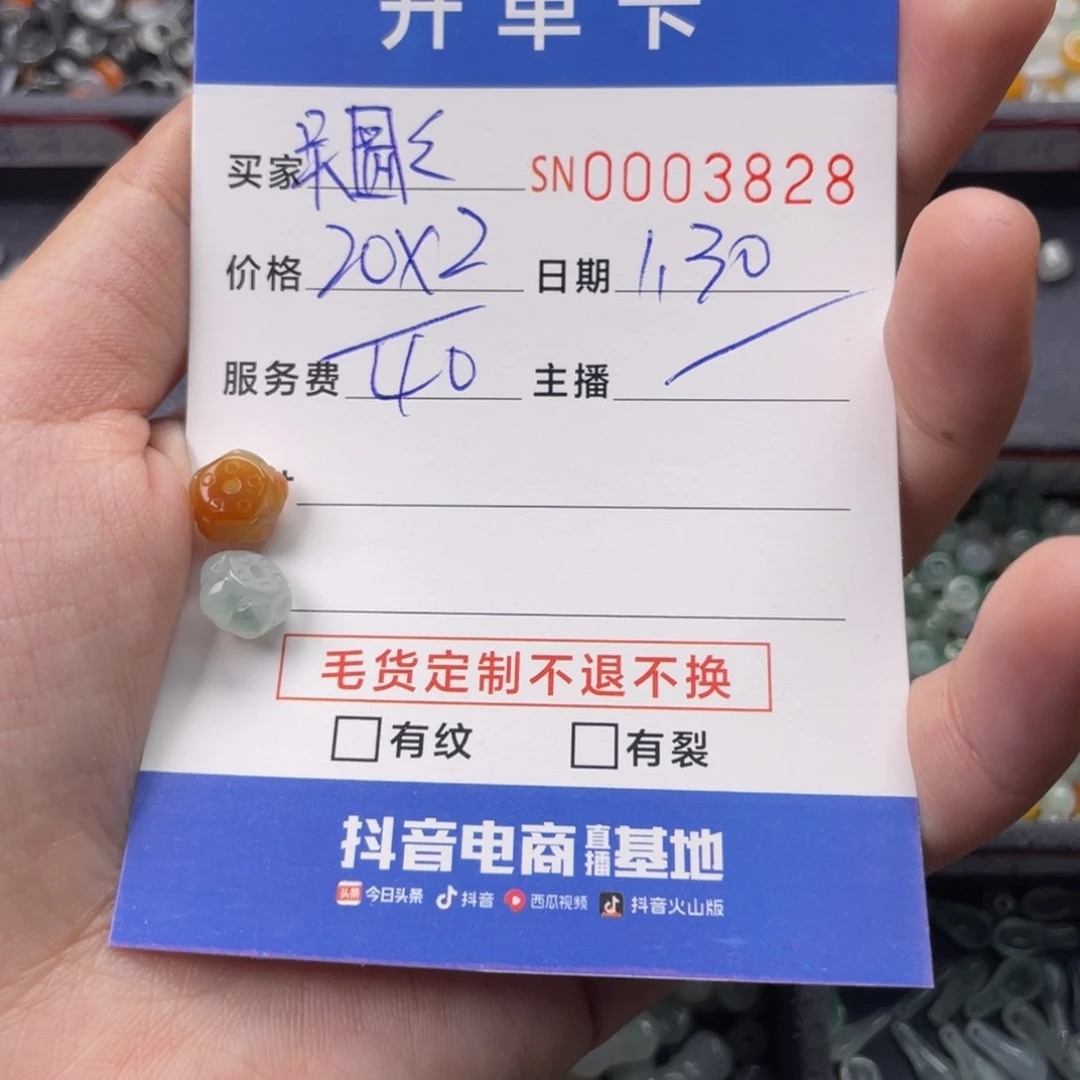 开单卡
买家 SN0003828
价格 20X2 日期 1.30
服务费 40 主播
毛货定制不退不换
有纹 有裂
抖音电商直播基地
头条 今日头条 抖音 西瓜视频 抖音火山版